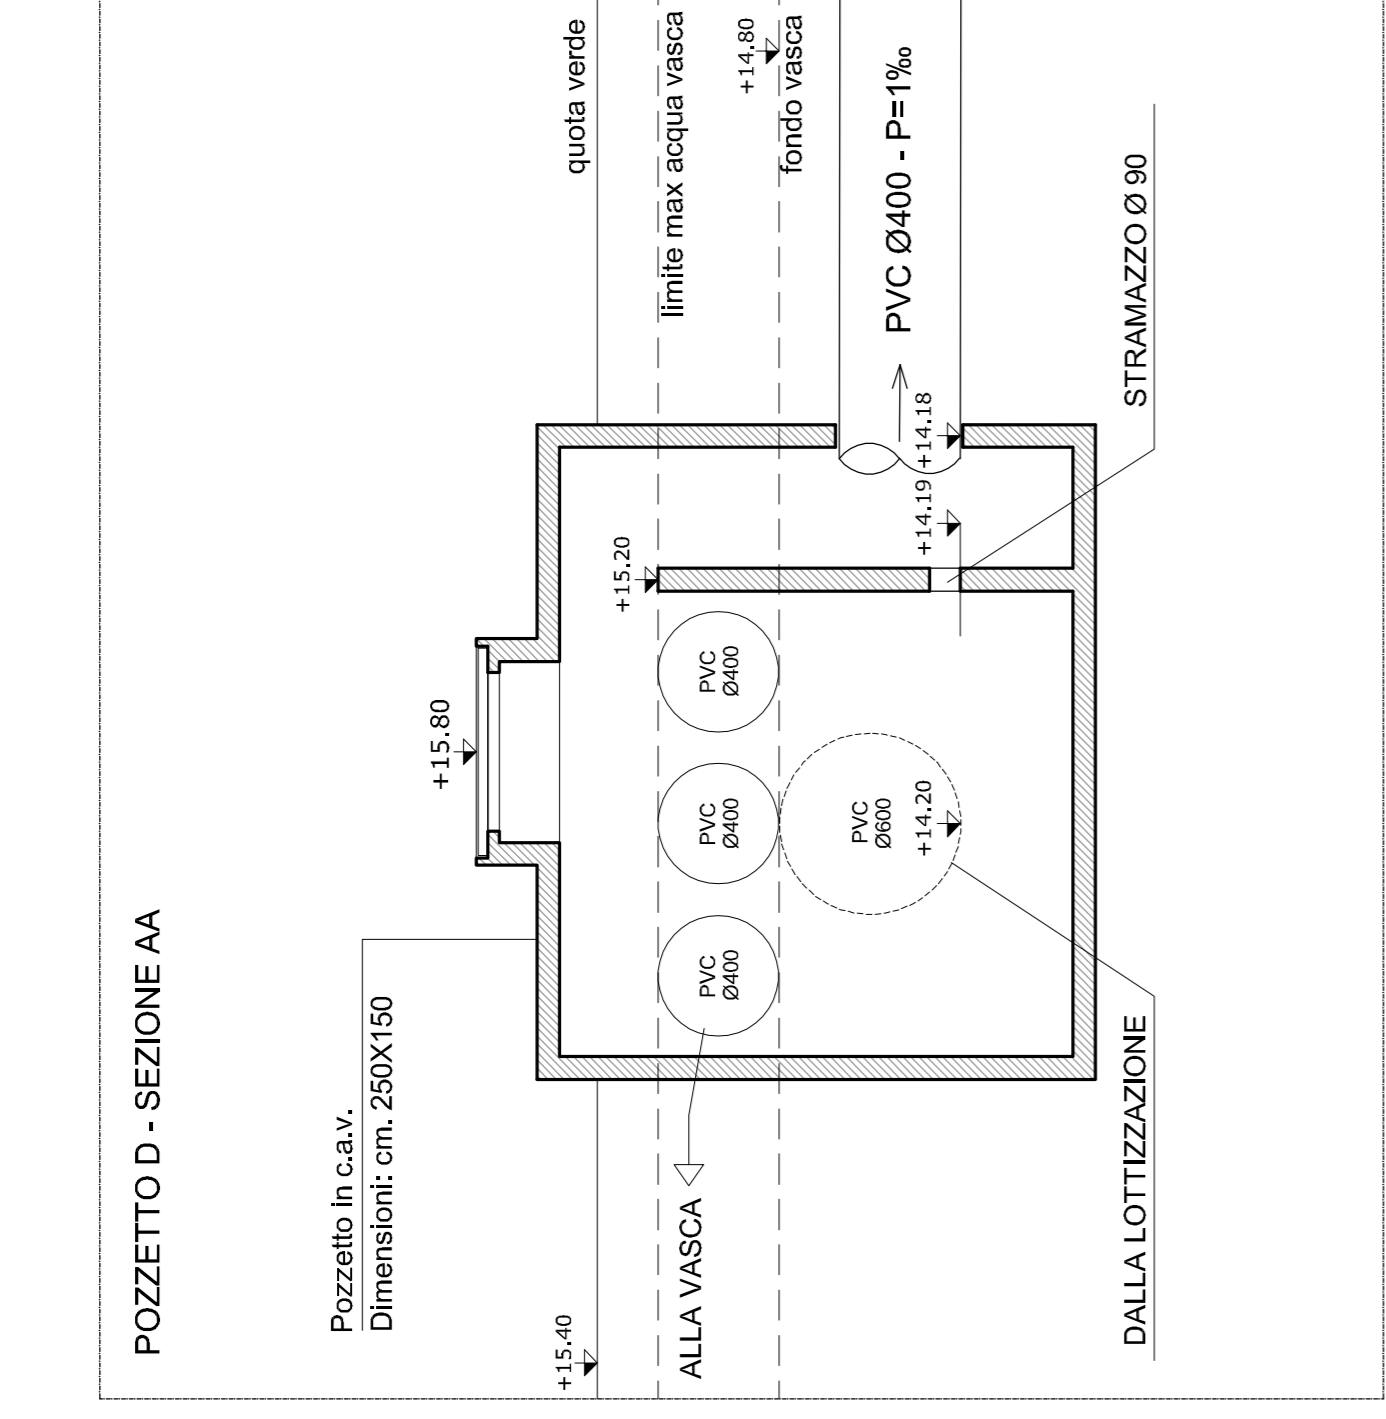 POZZETTO D - SEZIONE AA
Pozzetto in c.a.v.
Dimensioni: cm. 250X150
+15.80
+15.40
quota verde
+15.20
limite max acqua vasca
ALLA VASCA
PVC
Ø400
PVC
Ø400
PVC
Ø400
+14.80
fondo vasca
PVC
Ø600
+14.20
+14.19
+14.18
PVC Ø400 - P=1‰
DALLA LOTTIZZAZIONE
STRAMAZZO Ø 90